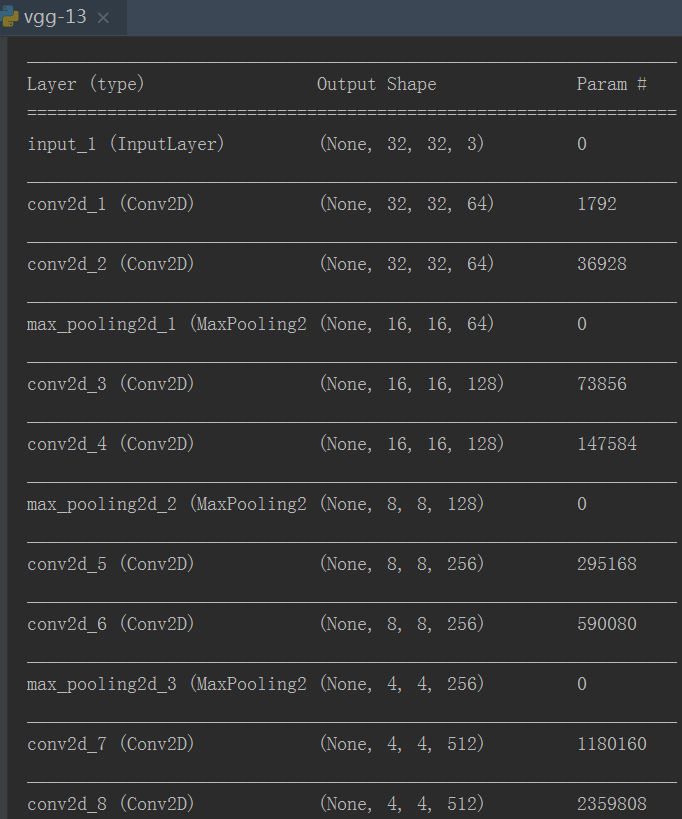 vgg-13
Layer (type) Output Shape Param #
input_1 (InputLayer) (None, 32, 32, 3) 0
conv2d_1 (Conv2D) (None, 32, 32, 64) 1792
conv2d_2 (Conv2D) (None, 32, 32, 64) 36928
max_pooling2d_1 (MaxPooling2 (None, 16, 16, 64) 0
conv2d_3 (Conv2D) (None, 16, 16, 128) 73856
conv2d_4 (Conv2D) (None, 16, 16, 128) 147584
max_pooling2d_2 (MaxPooling2 (None, 8, 8, 128) 0
conv2d_5 (Conv2D) (None, 8, 8, 256) 295168
conv2d_6 (Conv2D) (None, 8, 8, 256) 590080
max_pooling2d_3 (MaxPooling2 (None, 4, 4, 256) 0
conv2d_7 (Conv2D) (None, 4, 4, 512) 1180160
conv2d_8 (Conv2D) (None, 4, 4, 512) 2359808